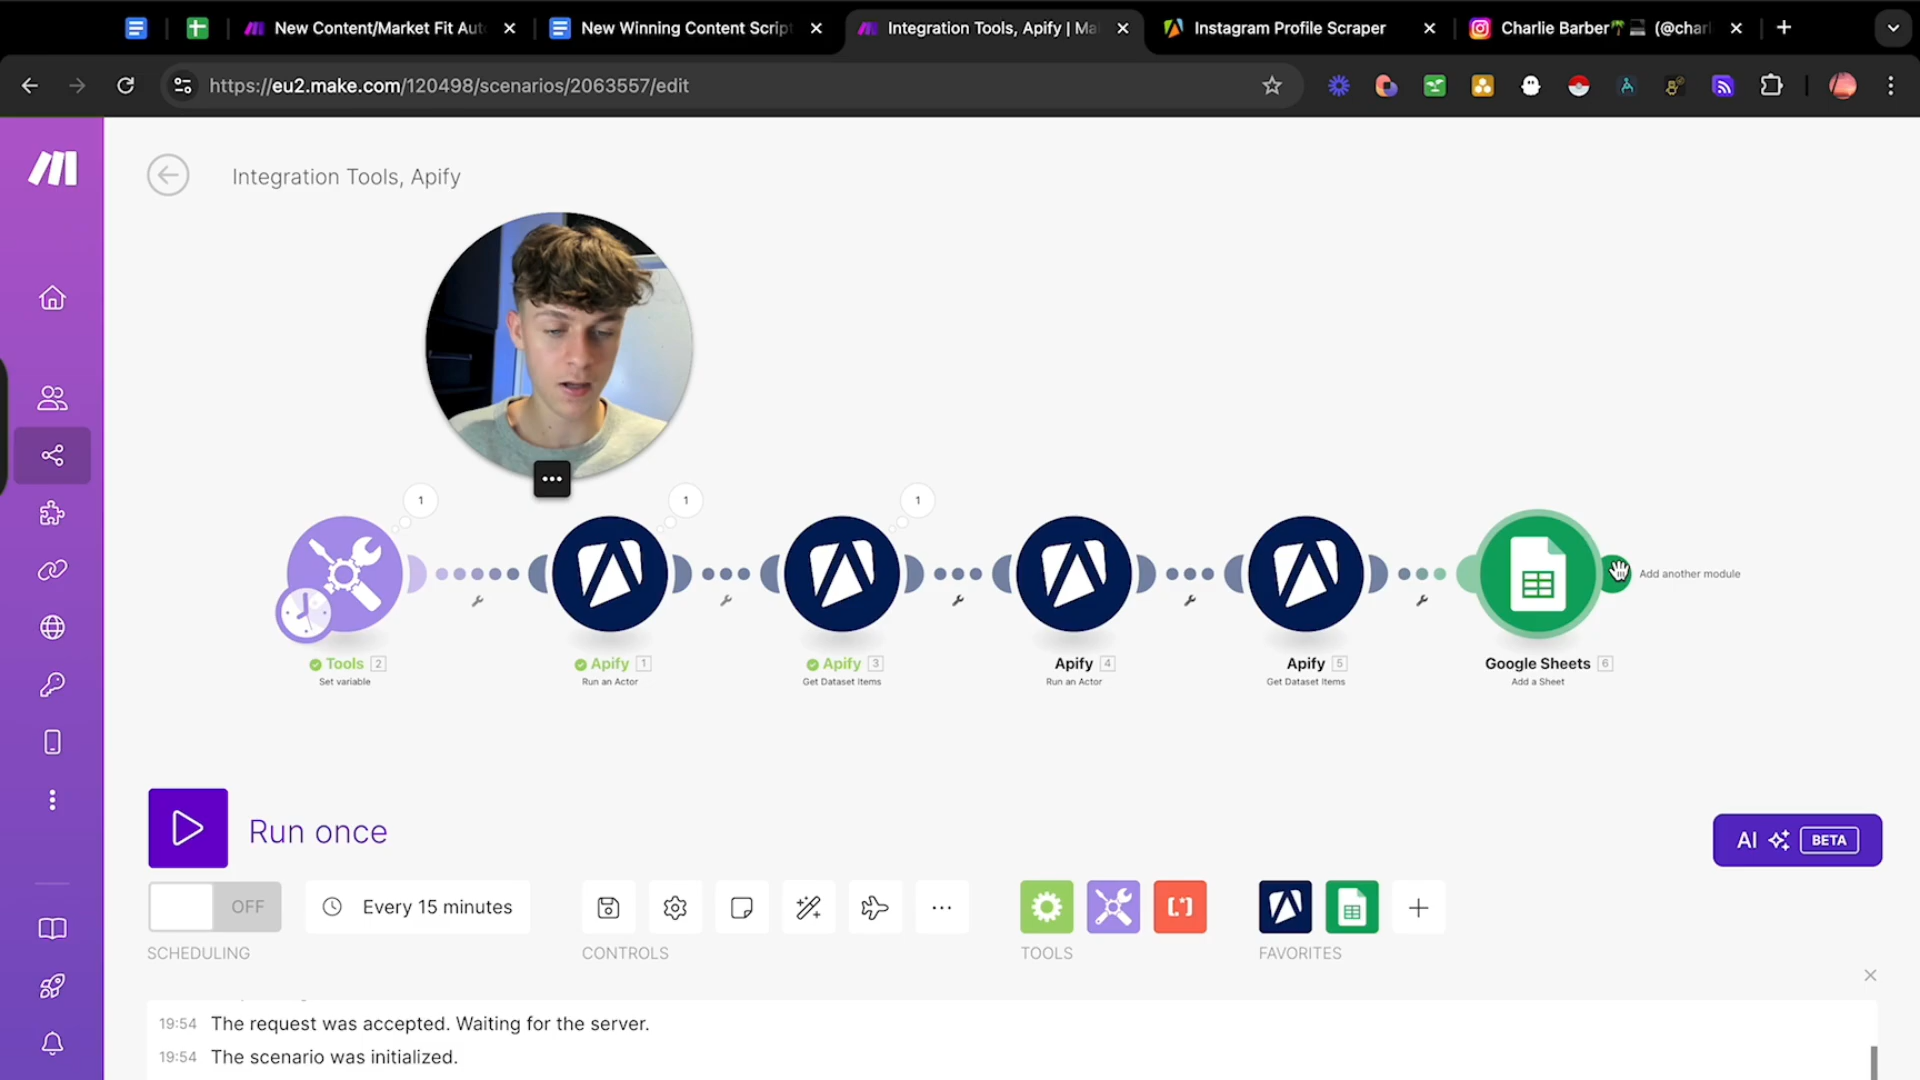 New Content/Market Fit Aut
New Winning Content Script
Integration Tools, Apify | Ma
Instagram Profile Scraper
Charlie Barber🌴💻 (@char
https://eu2.make.com/120498/scenarios/2063557/edit
Integration Tools, Apify
1
1
1
Add another module
Tools 2
Set variable
Apify 1
Run an Actor
Apify 3
Get Dataset Items
Apify 4
Run an Actor
Apify 5
Get Dataset Items
Google Sheets 6
Add a Sheet
Run once
AI BETA
OFF
Every 15 minutes
[.*]
SCHEDULING
CONTROLS
TOOLS
FAVORITES
19:54 The request was accepted. Waiting for the server.
19:54 The scenario was initialized.